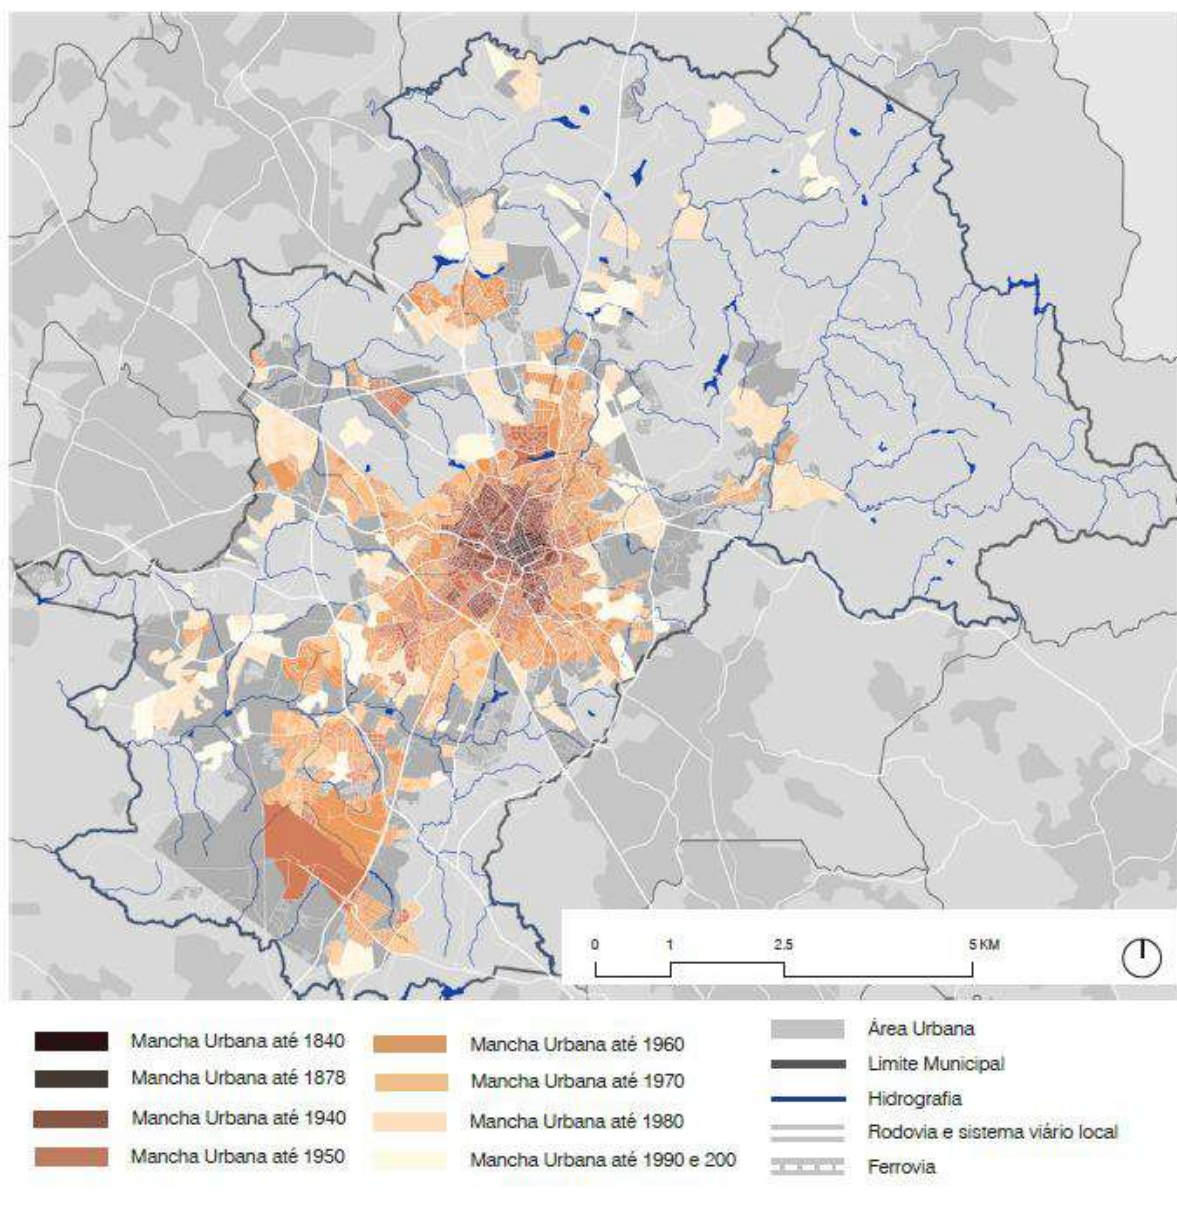 0 1 2.5 5 KM
Mancha Urbana até 1840
Mancha Urbana até 1878
Mancha Urbana até 1940
Mancha Urbana até 1950
Mancha Urbana até 1960
Mancha Urbana até 1970
Mancha Urbana até 1980
Mancha Urbana até 1990 e 200
Área Urbana
Limite Municipal
Hidrografia
Rodovia e sistema viário local
Ferrovia